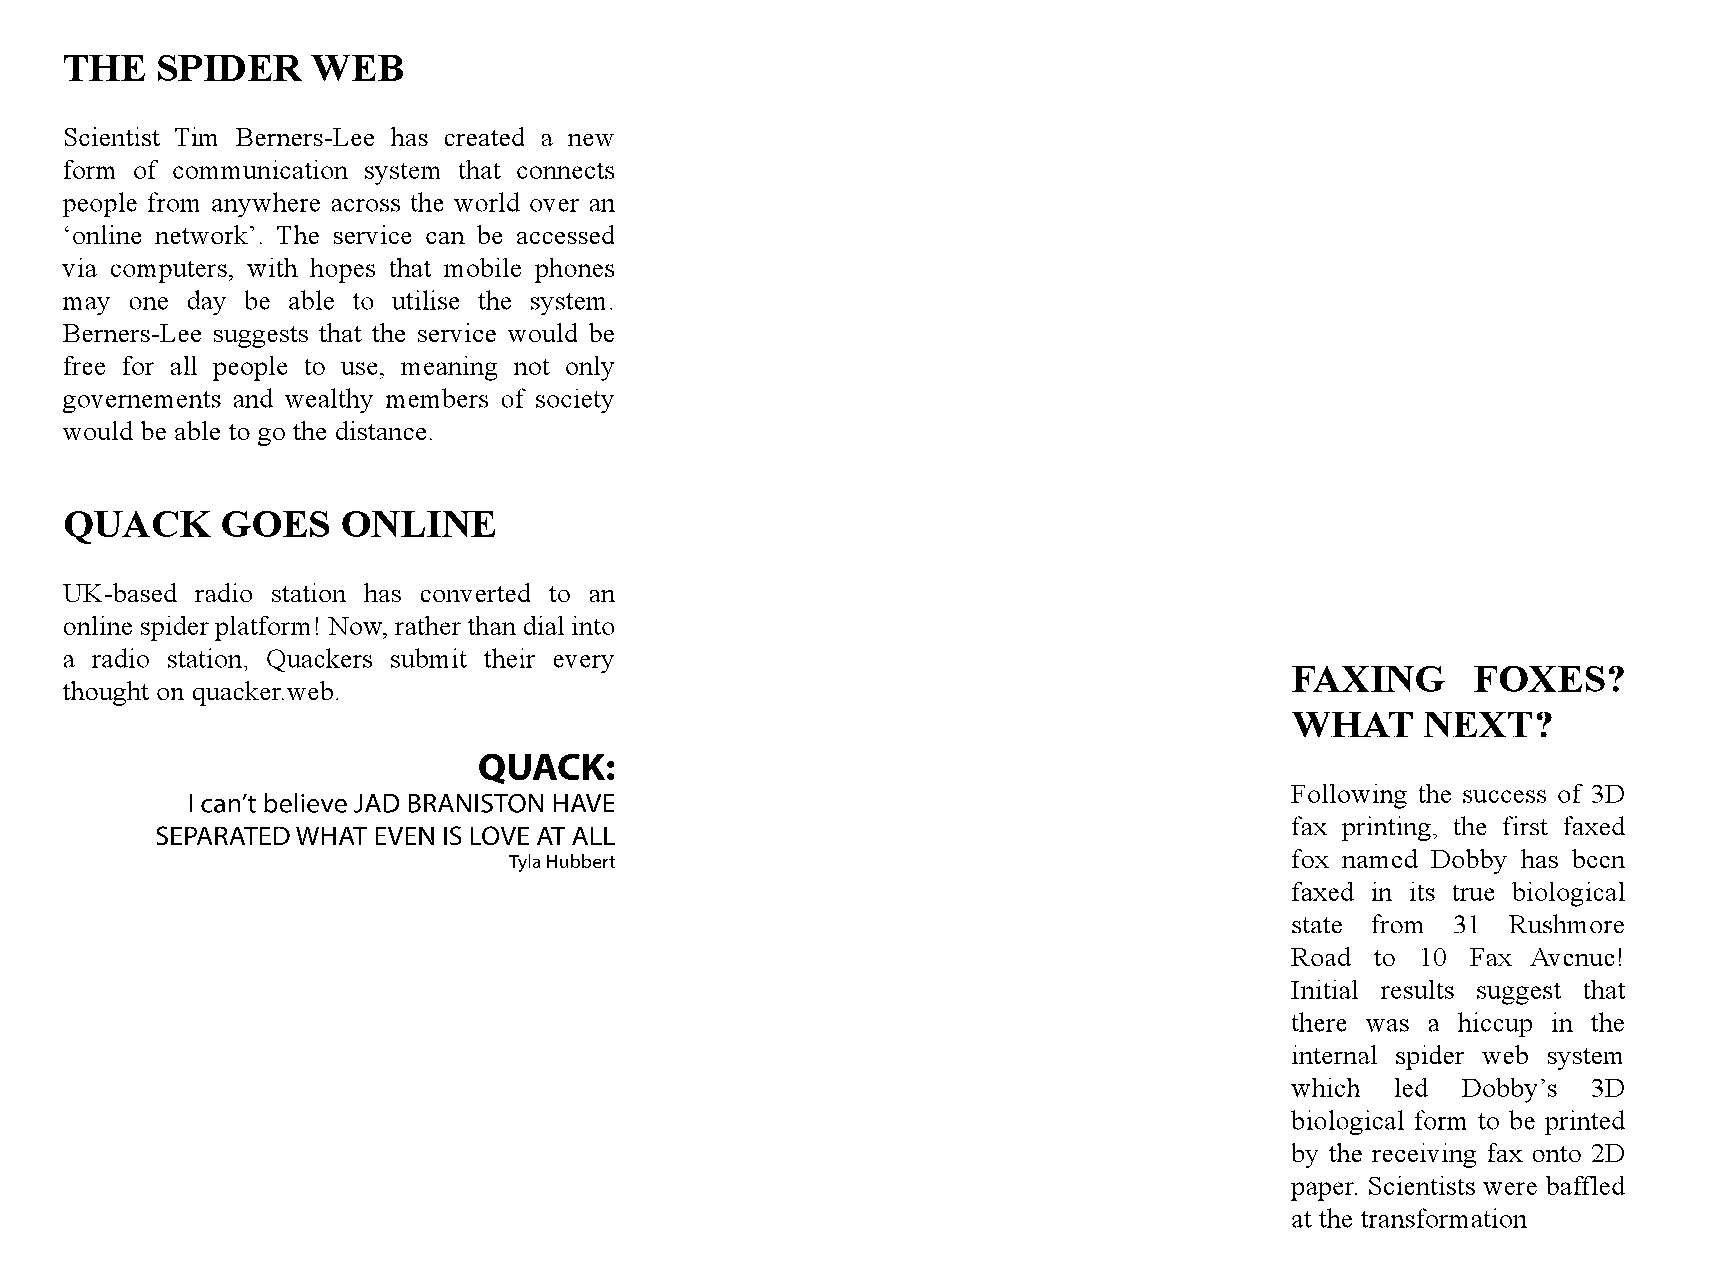 THE SPIDER WEB
Scientist Tim Berners-Lee has created a new
form of communication system that connects
people from anywhere across the world over an
‘online network’. The service can be accessed
via computers, with hopes that mobile phones
may one day be able to utilise the system.
Berners-Lee suggests that the service would be
free for all people to use, meaning not only
governements and wealthy members of society
would be able to go the distance.
QUACK GOES ONLINE
UK-based radio station has converted to an
online spider platform! Now, rather than dial into
a radio station, Quackers submit their every
thought on quacker.web.
QUACK:
I can’t believe JAD BRANISTON HAVE
SEPARATED WHAT EVEN IS LOVE AT ALL
Tyla Hubbert
FAXING FOXES?
WHAT NEXT?
Following the success of 3D
fax printing, the first faxed
fox named Dobby has been
faxed in its true biological
state from 31 Rushmore
Road to 10 Fax Avenue!
Initial results suggest that
there was a hiccup in the
internal spider web system
which led Dobby’s 3D
biological form to be printed
by the receiving fax onto 2D
paper. Scientists were baffled
at the transformation